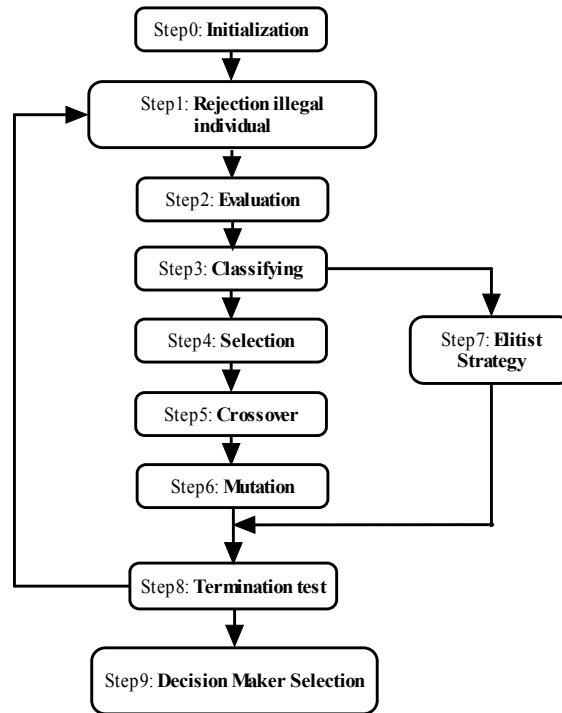 Step0: Initialization
Step1: Rejection illegal
individual
Step2: Evaluation
Step3: Classifying
Step4: Selection
Step7: Elitist
Strategy
Step5: Crossover
Step6: Mutation
Step8: Termination test
Step9: Decision Maker Selection